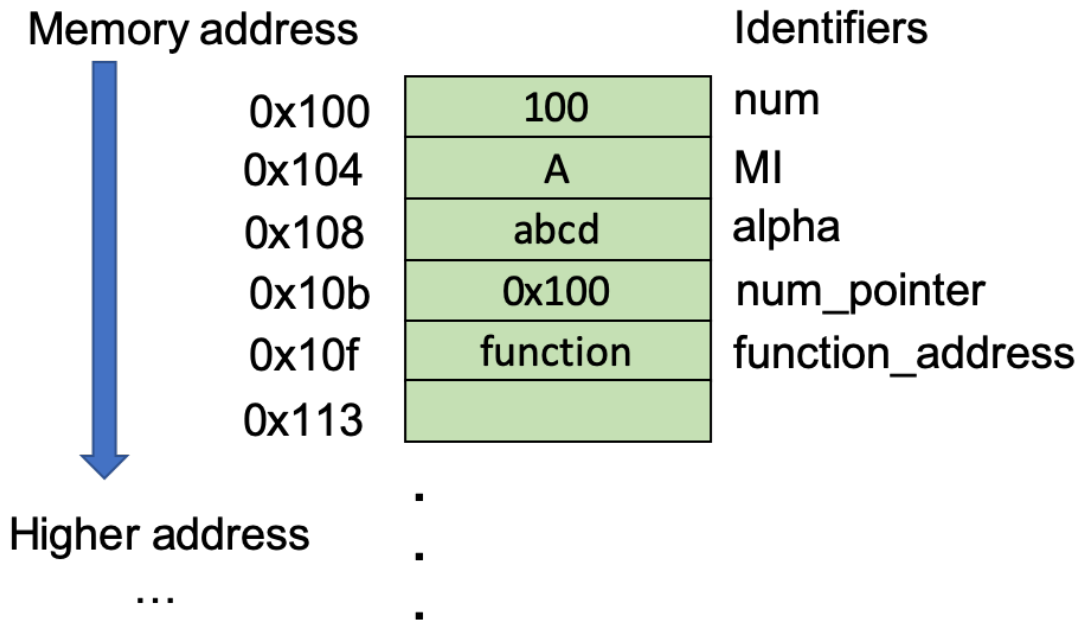 Memory address Identifiers
0x100 100 num
0x104 A MI
0x108 abcd alpha
0x10b 0x100 num_pointer
0x10f function function_address
0x113
.
Higher address .
... .